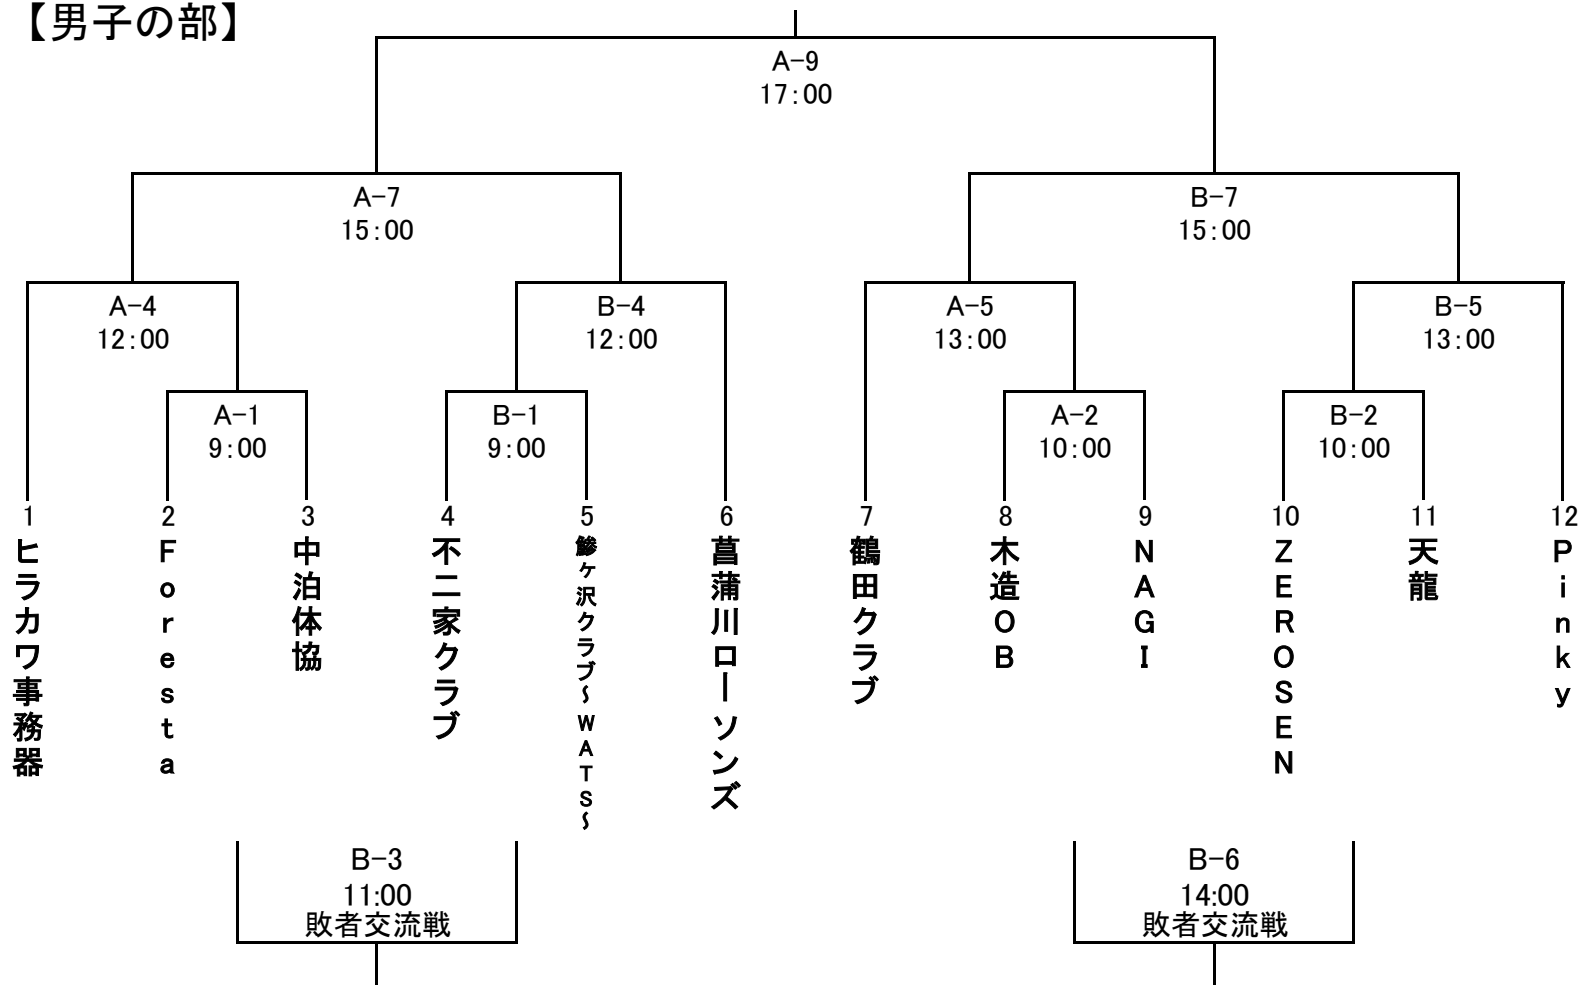 【男子の部】
A-9
17:00
A-7
15:00
B-7
15:00
A-4
12:00
B-4
12:00
A-5
13:00
B-5
13:00
A-1
9:00
B-1
9:00
A-2
10:00
B-2
10:00
1
2
3
4
5
6
7
8
9
10
11
12
ヒラカワ事務器
Foresta
中泊体協
不二家クラブ
鰺ヶ沢クラブ～WATS～
菖蒲川ローソンズ
鶴田クラブ
木造OB
NAGI
ZEROSEN
天龍
Pinky
B-3
11:00
敗者交流戦
B-6
14:00
敗者交流戦